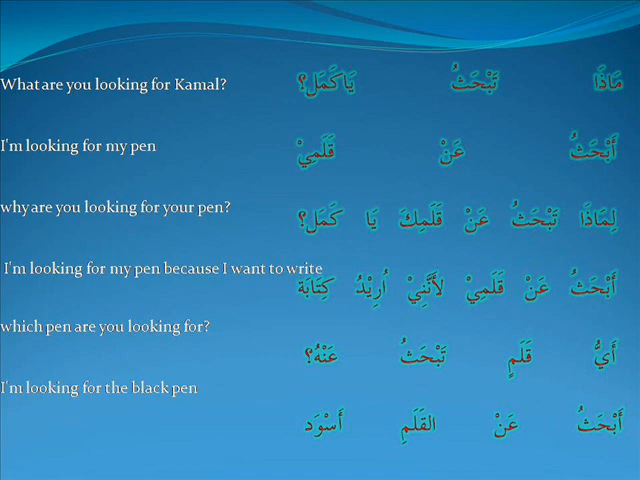 What are you looking for Kamal?
مَاذَا تَبْحَثُ يَاكَمَل؟
I'm looking for my pen
أَبْحَثُ عَنْ قَلَمِيْ
why are you looking for your pen?
لِمَاذَا تَبْحَثُ عَنْ قَلَمِكَ يَا كَمَل؟
I'm looking for my pen because I want to write
أَبْحَثُ عَنْ قَلَمِيْ لأَنَّنِيْ اُرِيْدُ كِتَابَة
which pen are you looking for?
أَيُّ قَلَمٍ تَبْحَثُ عَنْهُ؟
I'm looking for the black pen
أَبْحَثُ عَنْ القَلَمِ أَسْوَد